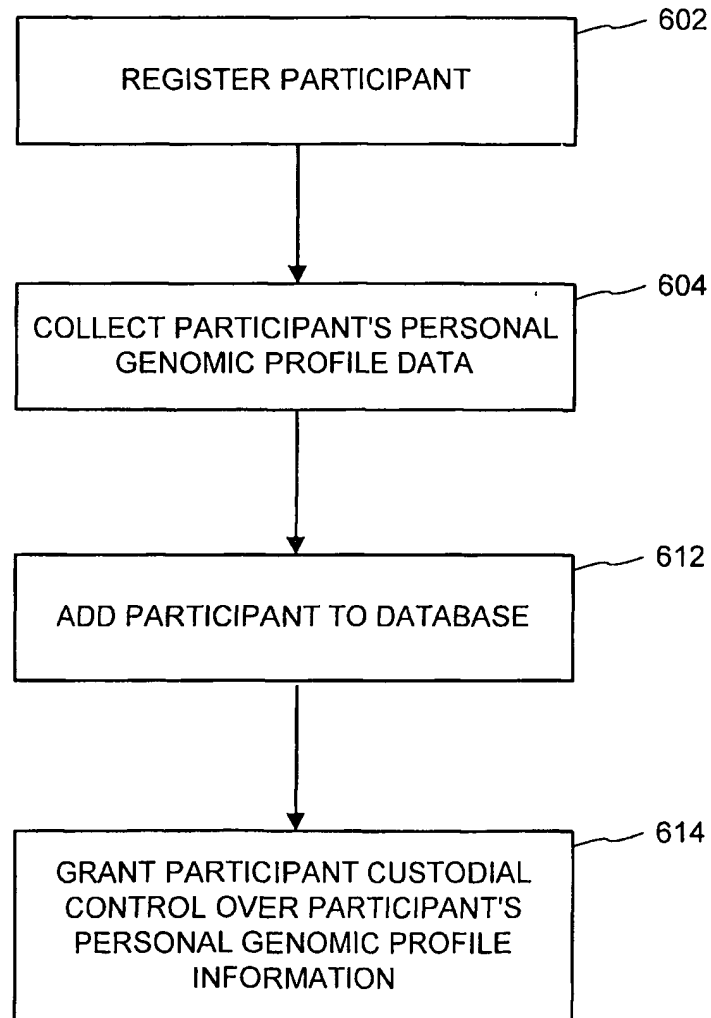 602
REGISTER PARTICIPANT
604
COLLECT PARTICIPANT'S PERSONAL
GENOMIC PROFILE DATA
612
ADD PARTICIPANT TO DATABASE
614
GRANT PARTICIPANT CUSTODIAL
CONTROL OVER PARTICIPANT'S
PERSONAL GENOMIC PROFILE
INFORMATION